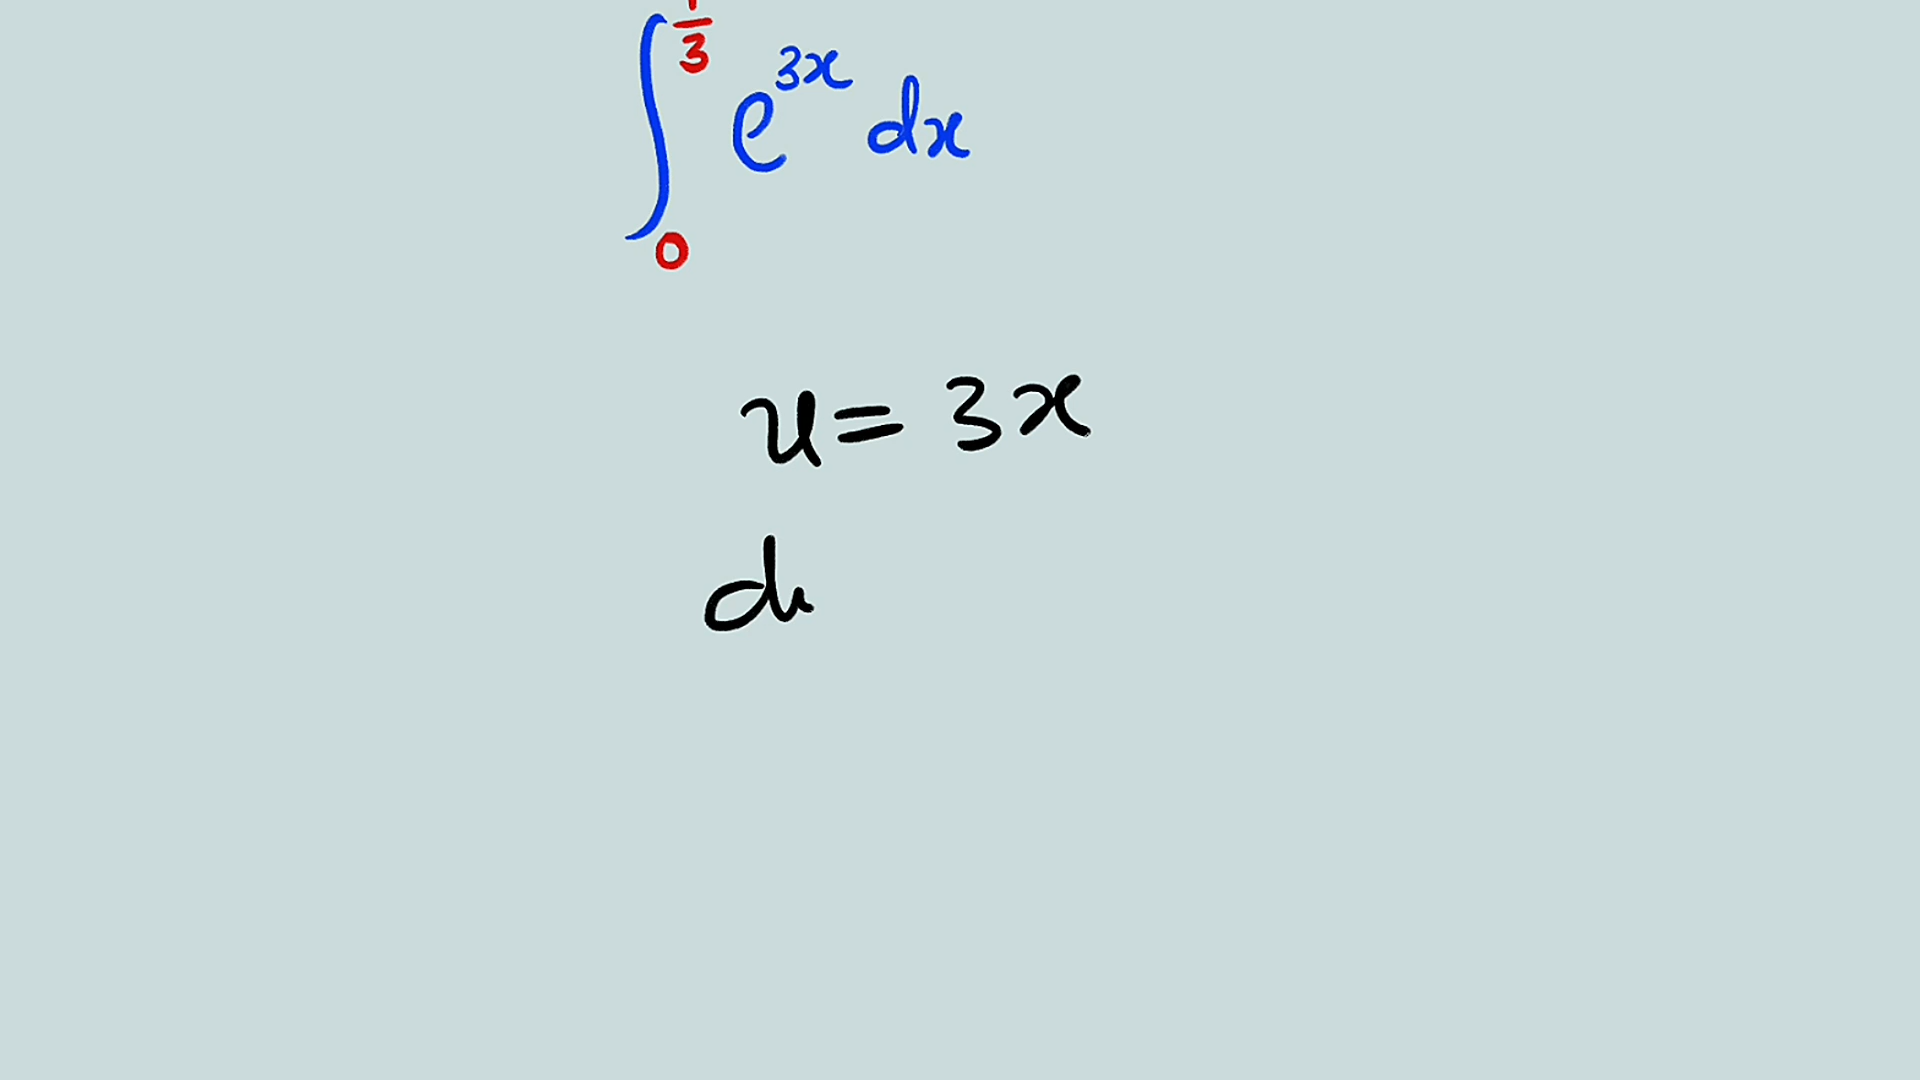 ∫₀^(1/3) e^(3x) dx
u = 3x
du